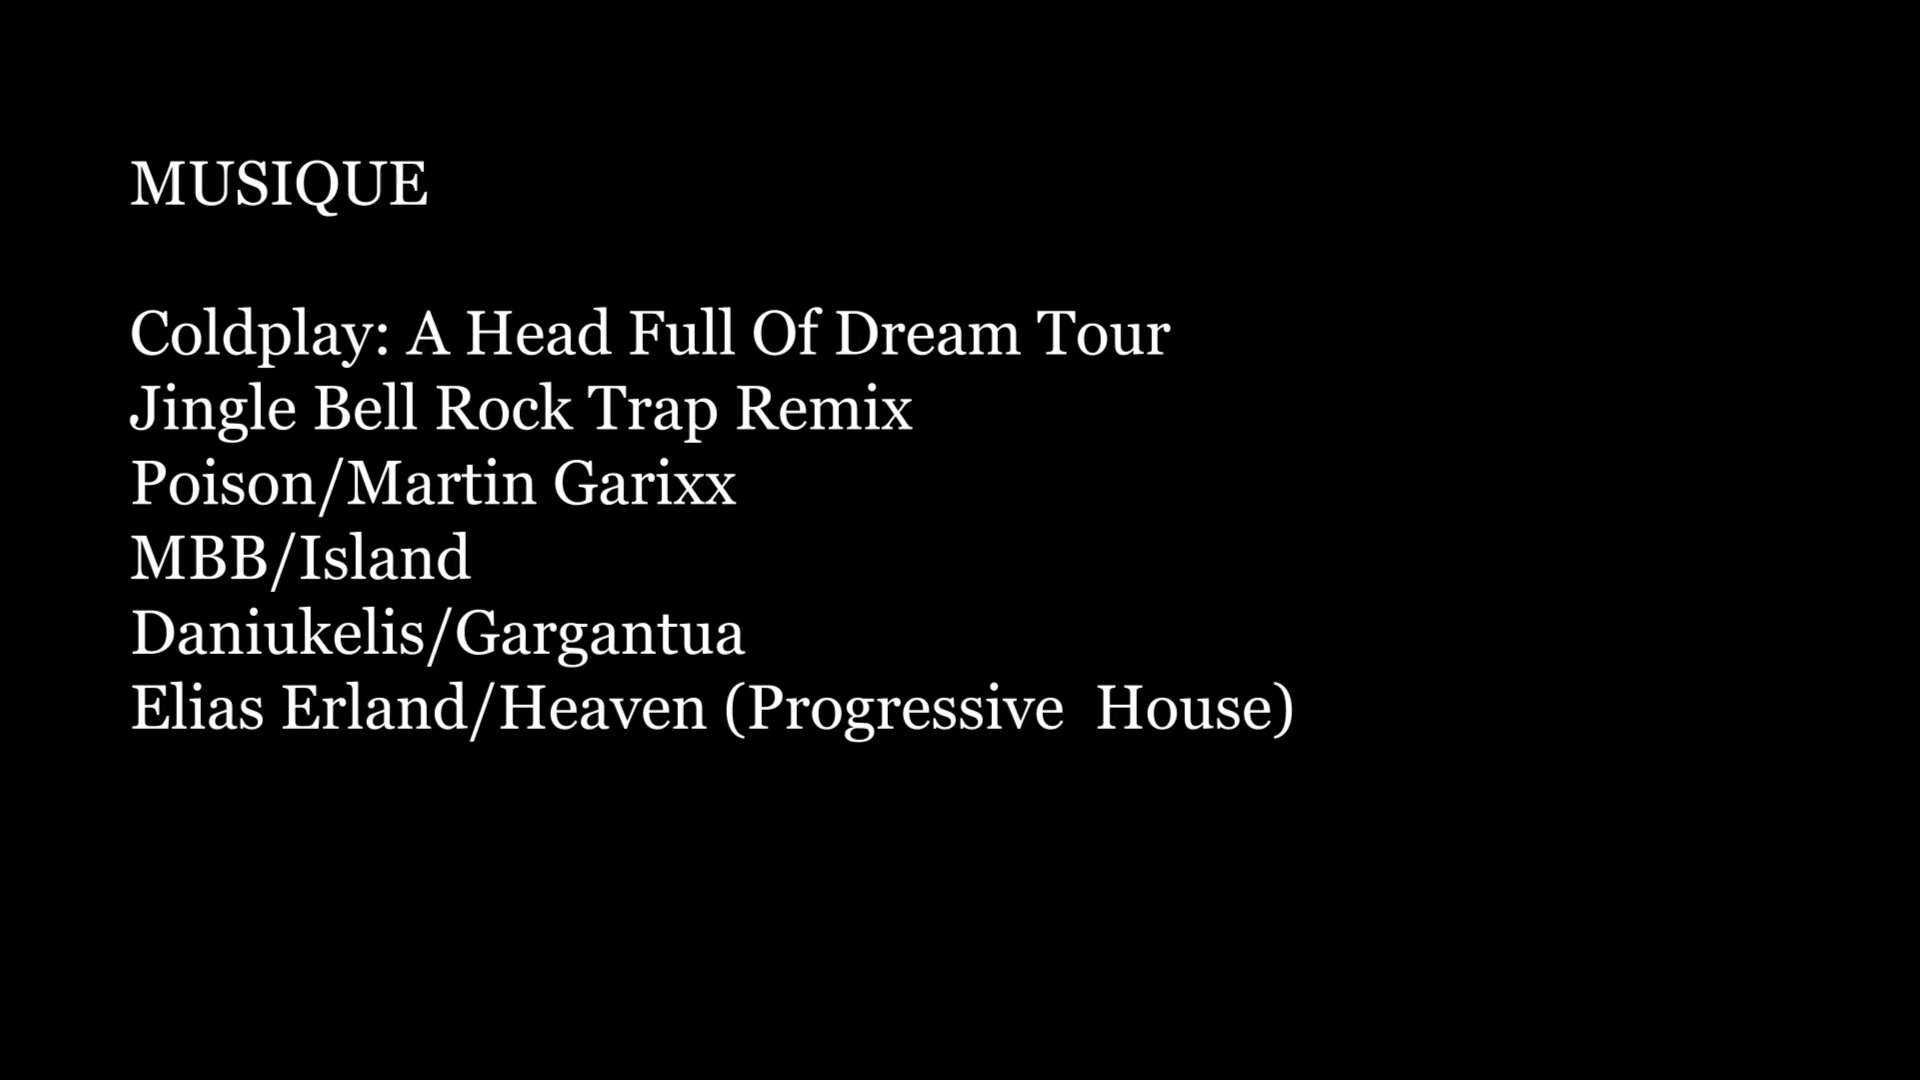 MUSIQUE
Coldplay: A Head Full Of Dream Tour
Jingle Bell Rock Trap Remix
Poison/Martin Garixx
MBB/Island
Daniukelis/Gargantua
Elias Erland/Heaven (Progressive  House)